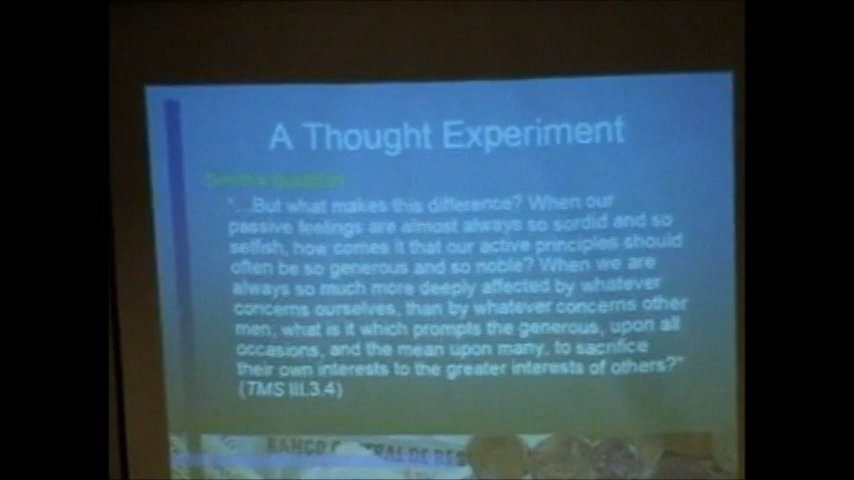 A Thought Experiment
Smith's question
"...But what makes this difference? When our
passive feelings are almost always so sordid and so
selfish, how comes it that our active principles should
often be so generous and so noble? When we are
always so much more deeply affected by whatever
concerns ourselves, than by whatever concerns other
men; what is it which prompts the generous, upon all
occasions, and the mean upon many, to sacrifice
their own interests to the greater interests of others?"
(TMS III.3.4)
BANCO CENTRAL DE RES